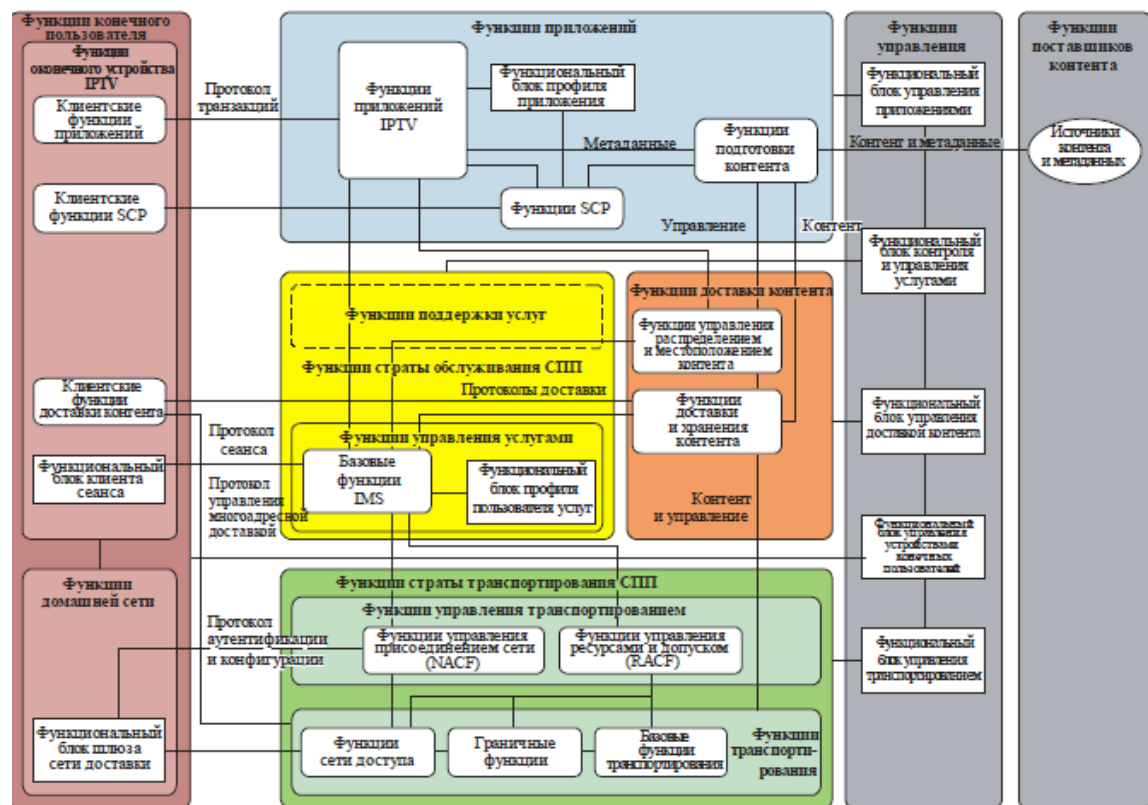 Функции конечного
пользователя
Функции
оконечного устройства
IPTV
Клиентские
функции
приложений
Клиентские
функции SCP
Клиентские
функции
доставки контента
Функциональный
блок клиента
сеанса
Функции
домашней сети
Функциональный
блок шлюза
сети доставки
Протокол
транзакций
Протокол
сеанса
Протокол
управления
многоадресной
доставкой
Протокол
аутентификации
и конфигурации
Функции приложений
Функции
приложений
IPTV
Функциональный
блок профиля
приложения
Метаданные
Функции
подготовки
контента
Функции SCP
Управление
Контент
Функции поддержки услуг
Функции страты обслуживания СПП
Протоколы доставки
Функции управления услугами
Базовые
функции
IMS
Функциональный
блок профиля
пользователя услуг
Функции доставки контента
Функции управления
распределением
и местоположением
контента
Функции
доставки
и хранения
контента
Контент
и управление
Функции страты транспортирования СПП
Функции управления транспортированием
Функции управления
присоединением сети
(NACF)
Функции управления
ресурсами и допуском
(RACF)
Функции
сети доступа
Граничные
функции
Базовые
функции
транспортирования
Функции
транспорти-
рования
Функции
управления
Функциональный
блок управления
приложениями
Контент и метаданные
Функциональный
блок контроля
и управления
услугами
Функциональный
блок управления
доставкой контента
Функциональный
блок управления
устройствами
конечных
пользователей
Функциональный
блок управления
транспортированием
Функции
поставщиков
контента
Источники
контента
и метаданных